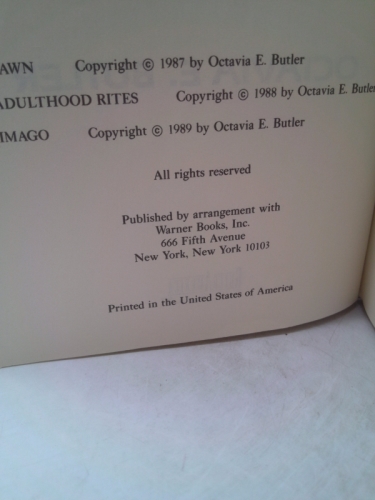 AWN Copyright © 1987 by Octavia E. Butler
ADULTHOOD RITES Copyright © 1988 by Octavia E. Butler
IMAGO Copyright © 1989 by Octavia E. Butler
All rights reserved
Published by arrangement with
Warner Books, Inc.
666 Fifth Avenue
New York, New York 10103
Printed in the United States of America